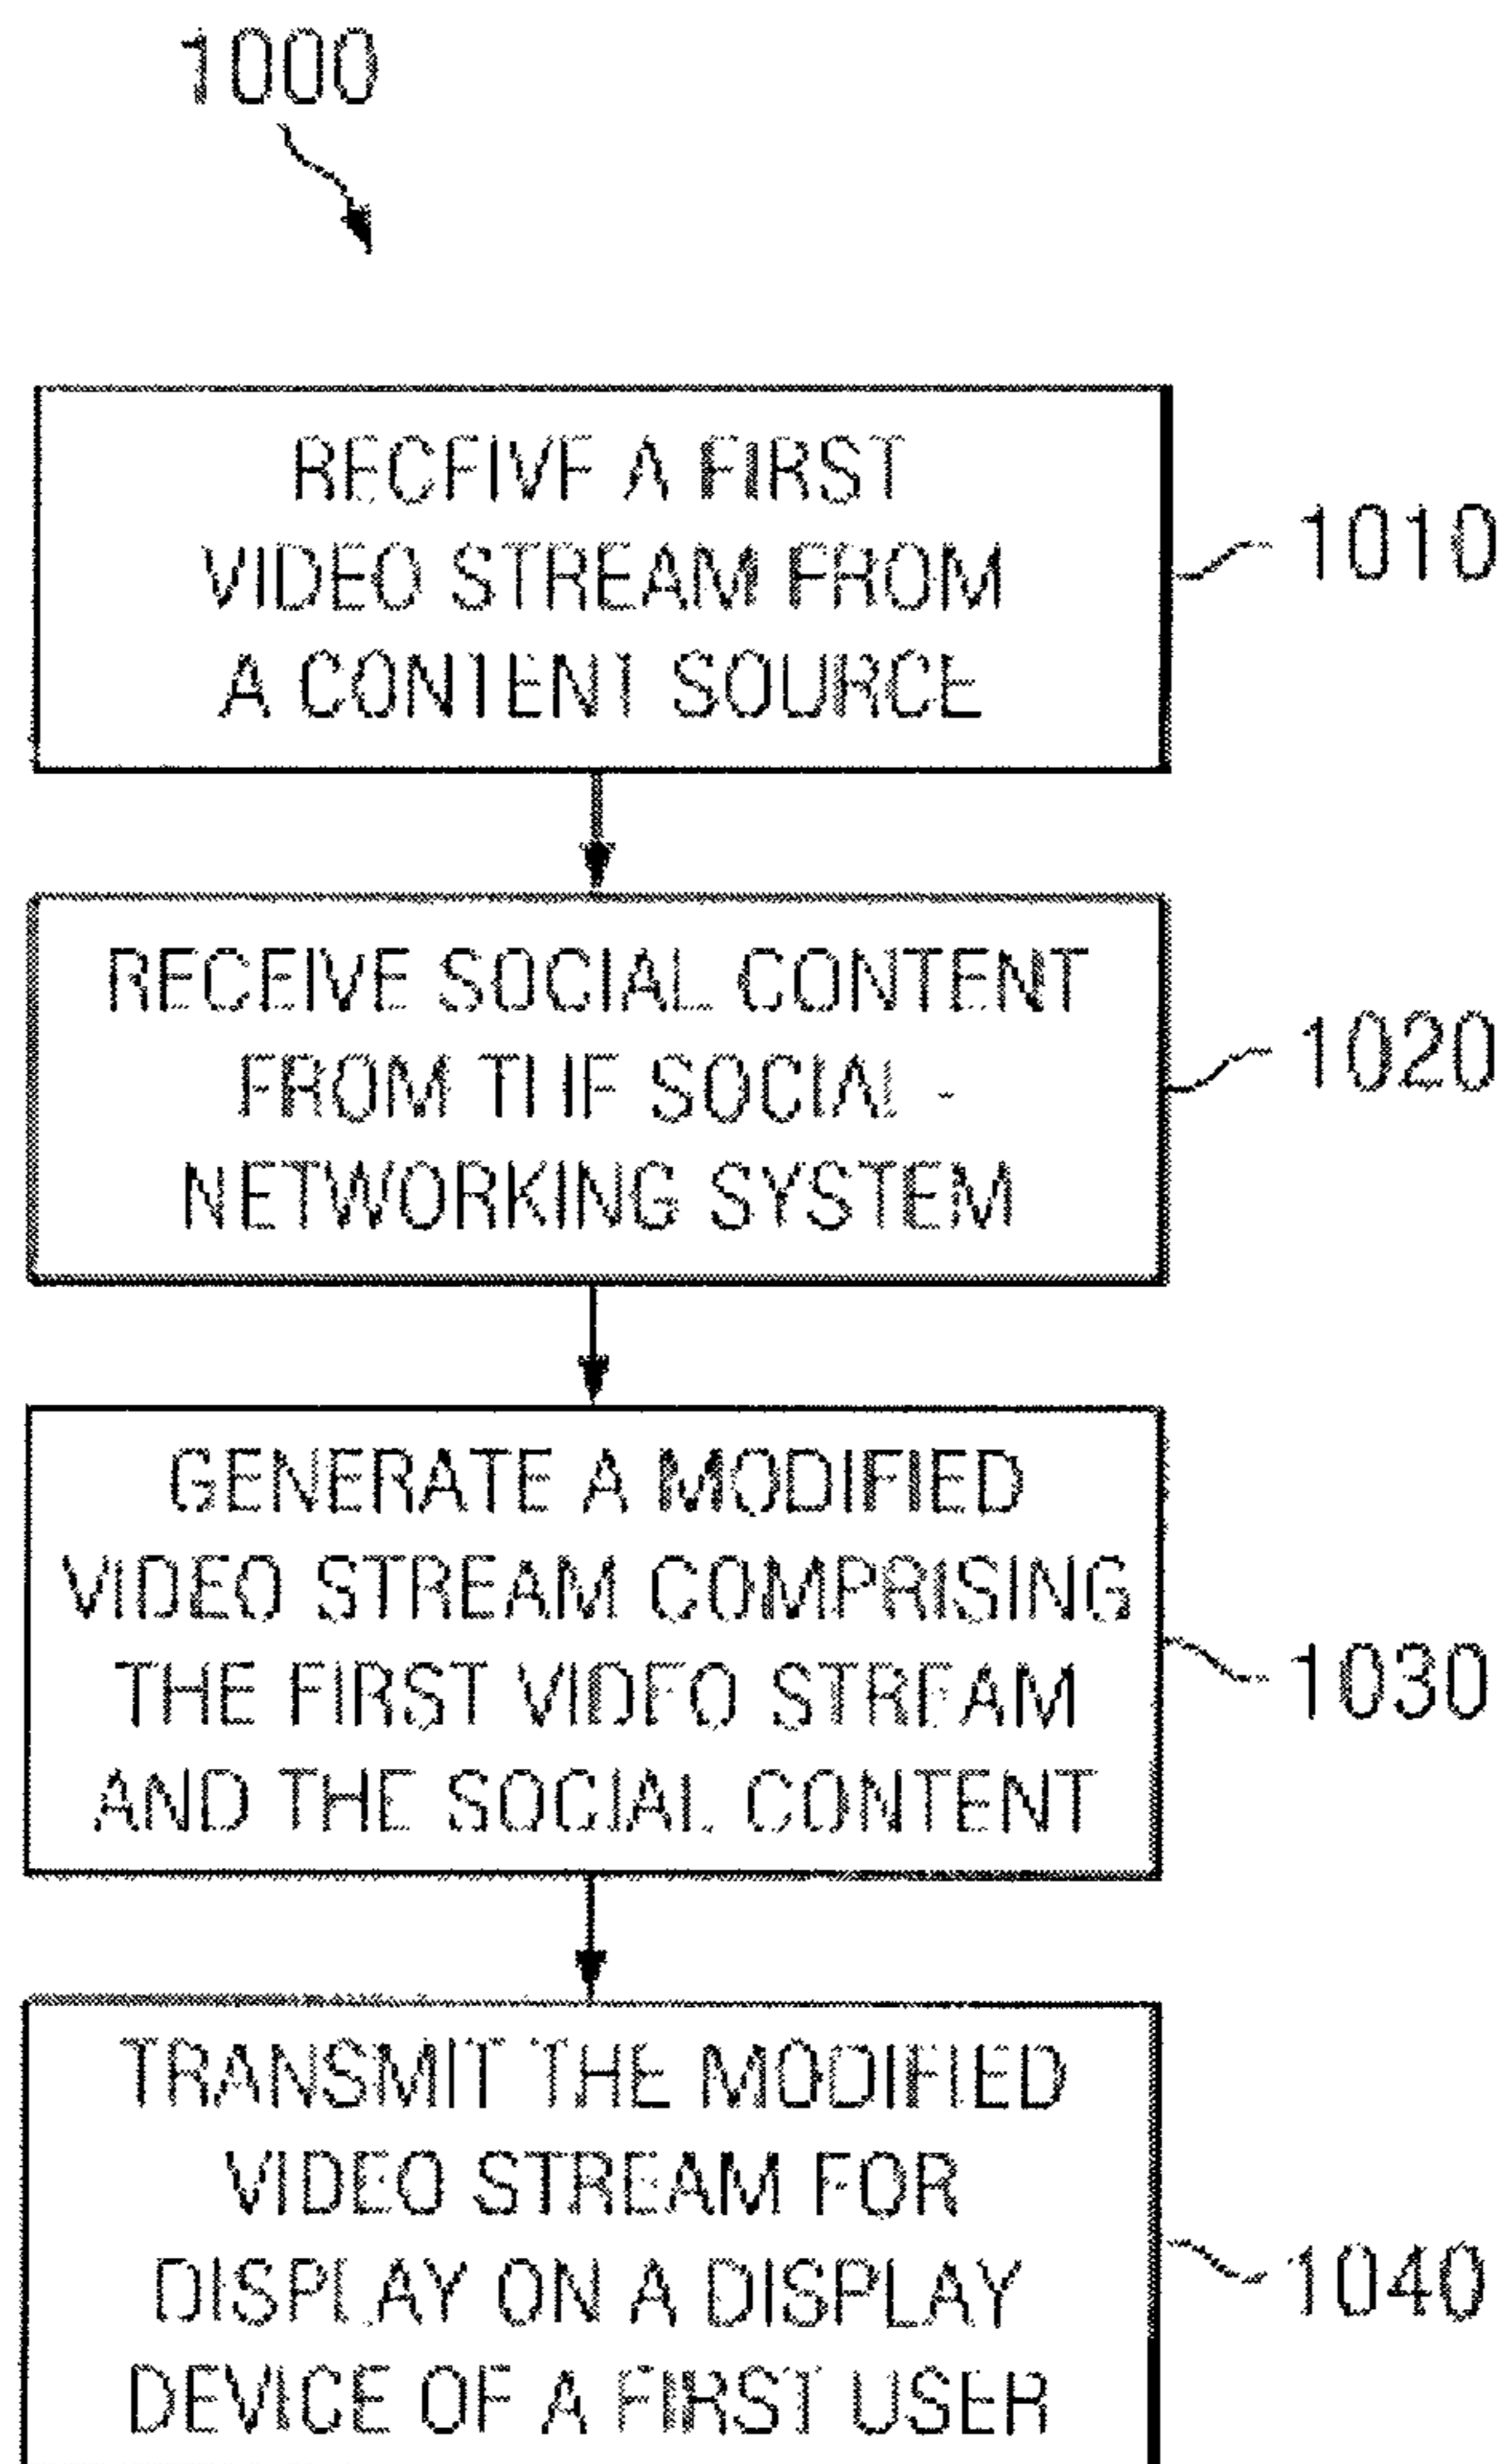 1000
RECEIVE A FIRST
VIDEO STREAM FROM
A CONTENT SOURCE
1010
RECEIVE SOCIAL CONTENT
FROM THE SOCIAL-
NETWORKING SYSTEM
1020
GENERATE A MODIFIED
VIDEO STREAM COMPRISING
THE FIRST VIDEO STREAM
AND THE SOCIAL CONTENT
1030
TRANSMIT THE MODIFIED
VIDEO STREAM FOR
DISPLAY ON A DISPLAY
DEVICE OF A FIRST USER
1040